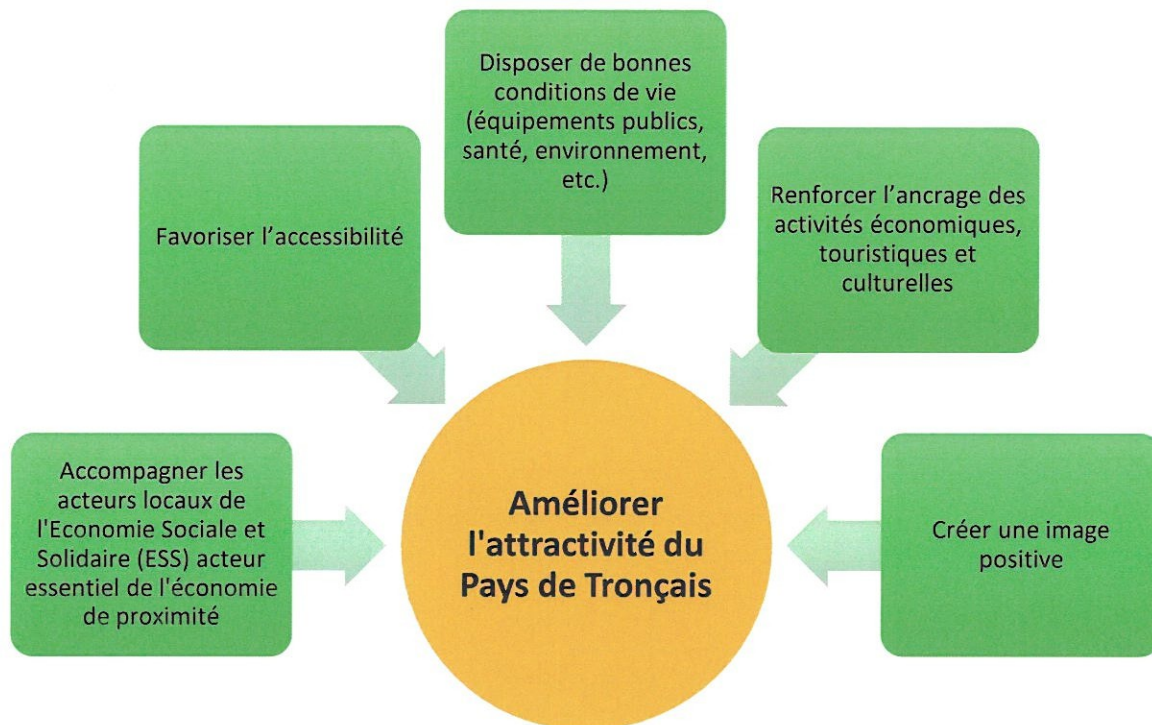 Disposer de bonnes
conditions de vie
(équipements publics,
santé, environnement,
etc.)
Favoriser l’accessibilité
Renforcer l’ancrage des
activités économiques,
touristiques et
culturelles
Accompagner les
acteurs locaux de
l'Economie Sociale et
Solidaire (ESS) acteur
essentiel de l'économie
de proximité
Améliorer
l'attractivité du
Pays de Tronçais
Créer une image
positive